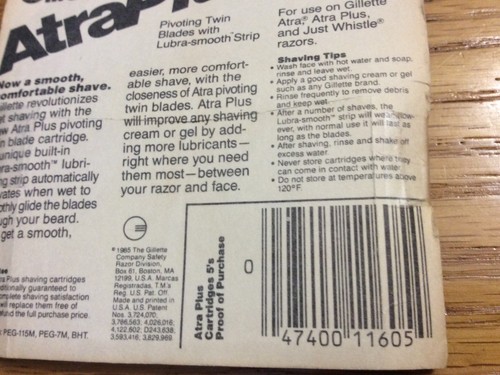 AtraPlus
Pivoting Twin
Blades with
Lubra-smooth Strip
For use on Gillette
Atra® Atra Plus,
and Just Whistle®
razors.
Now a smooth,
comfortable shave.
Gillette revolutionizes
shaving with the
Atra Plus pivoting
blade cartridge.
unique built-in
smooth™ lubri-
strip automatically
when wet to
glide the blades
your beard.
get a smooth,
easier, more comfort-
able shave, with the
closeness of Atra pivoting
twin blades. Atra Plus
will improve any shaving
cream or gel by add-
ing more lubricants—
right where you need
them most—between
your razor and face.
Shaving Tips
• Wash face with hot water and soap,
rinse and leave wet.
• Apply a good shaving cream or gel
such as any Gillette brand.
• Rinse frequently to remove debris
and keep wet.
• After a number of shaves, the
Lubra-smooth™ strip will
ever, with normal use it will last as
long as the blades.
• After shaving, rinse and shake off
excess water.
• Never store cartridges where they
can come in contact with water.
• Do not store at temperatures above
120°F.
Plus shaving cartridges
guaranteed to
complete shaving satisfaction
will replace them free of
the full purchase price.
PEG-115M, PEG-7M, BHT.
© 1985 The Gillette
Company Safety
Razor Division,
Box 61, Boston, MA
12199, U.S.A. Marcas
Registradas, T.M.'s
Reg. U.S. Pat. Off.
Made and printed in
U.S.A. U.S. Patent
Nos. 3,724,070;
3,786,563; 4,026,016;
4,122,602; D243,638;
3,593,416; 3,829,969.
Atra Plus
Cartridges 5's
Proof of Purchase
0
47400 11605